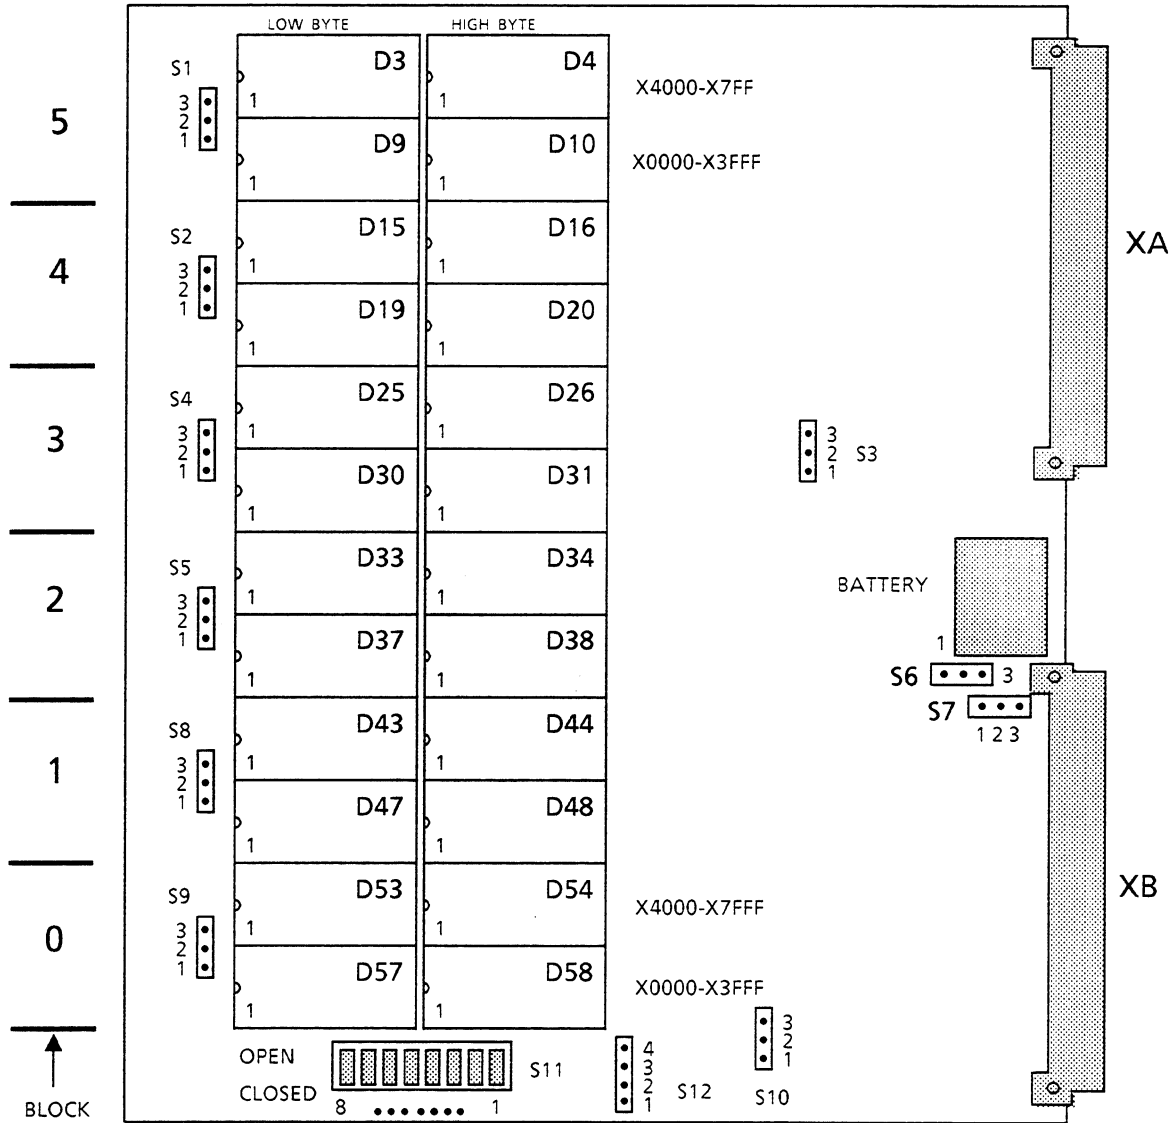 LOW BYTE HIGH BYTE
S1
3
2
1
5
D3 D4
1 1
X4000-X7FF
D9 D10
1 1
X0000-X3FFF
S2
3
2
1
4
D15 D16
1 1
D19 D20
1 1
XA
S4
3
2
1
3
D25 D26
1 1
D30 D31
1 1
3
2 S3
1
S5
3
2
1
2
D33 D34
1 1
D37 D38
1 1
BATTERY
1
S6 3
S7
1 2 3
S8
3
2
1
1
D43 D44
1 1
D47 D48
1 1
S9
3
2
1
0
D53 D54
1 1
X4000-X7FFF
D57 D58
1 1
X0000-X3FFF
XB
BLOCK
OPEN
CLOSED
S11
8 1
4
3
2
1
S12
3
2
1
S10